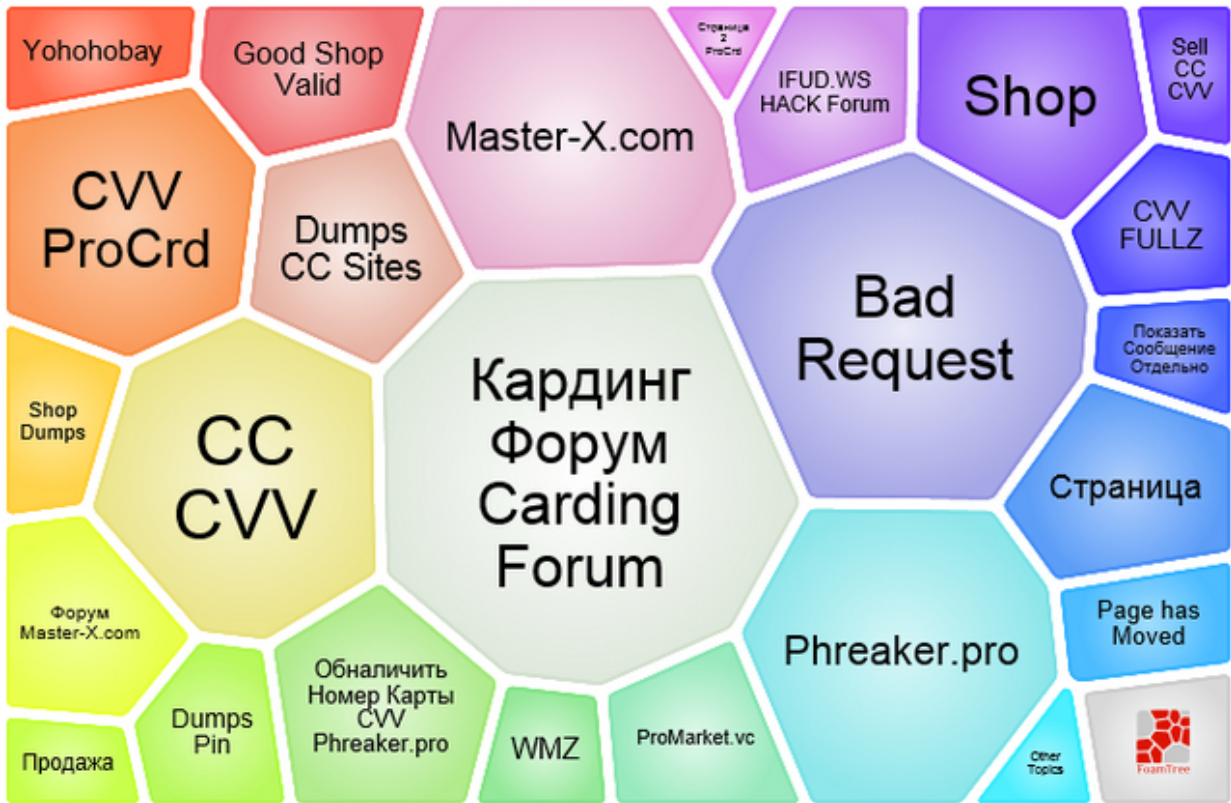 Yohohobay
Good Shop
Valid
Master-X.com
Страница
2
ProCrd
IFUD.WS
HACK Forum
Shop
Sell
CC
CVV
CVV
ProCrd
Dumps
CC Sites
CVV
FULLZ
Bad
Request
Показать
Сообщение
Отдельно
Shop
Dumps
CC
CVV
Кардинг
Форум
Carding
Forum
Страница
Форум
Master-X.com
Обналичить
Номер Карты
CVV
Phreaker.pro
Phreaker.pro
Page has
Moved
Продажа
Dumps
Pin
WMZ
ProMarket.vc
Other
Topics
FoamTree